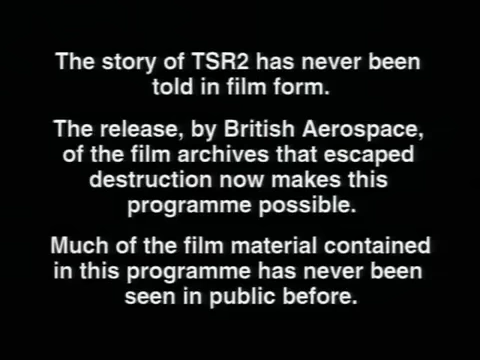 The story of TSR2 has never been
told in film form.
The release, by British Aerospace,
of the film archives that escaped
destruction now makes this
programme possible.
Much of the film material contained
in this programme has never been
seen in public before.